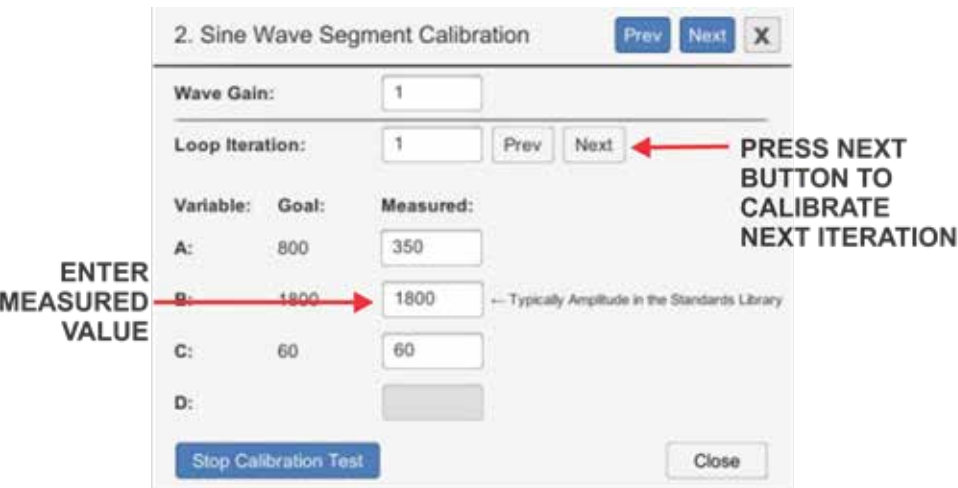 2. Sine Wave Segment Calibration Prev Next X
Wave Gain: 1
Loop Iteration: 1 Prev Next
PRESS NEXT
BUTTON TO
CALIBRATE
NEXT ITERATION
Variable: Goal: Measured:
A: 800 350
ENTER
MEASURED
VALUE
B: 1800 1800 ← Typically Amplitude in the Standards Library
C: 60 60
D:
Stop Calibration Test Close